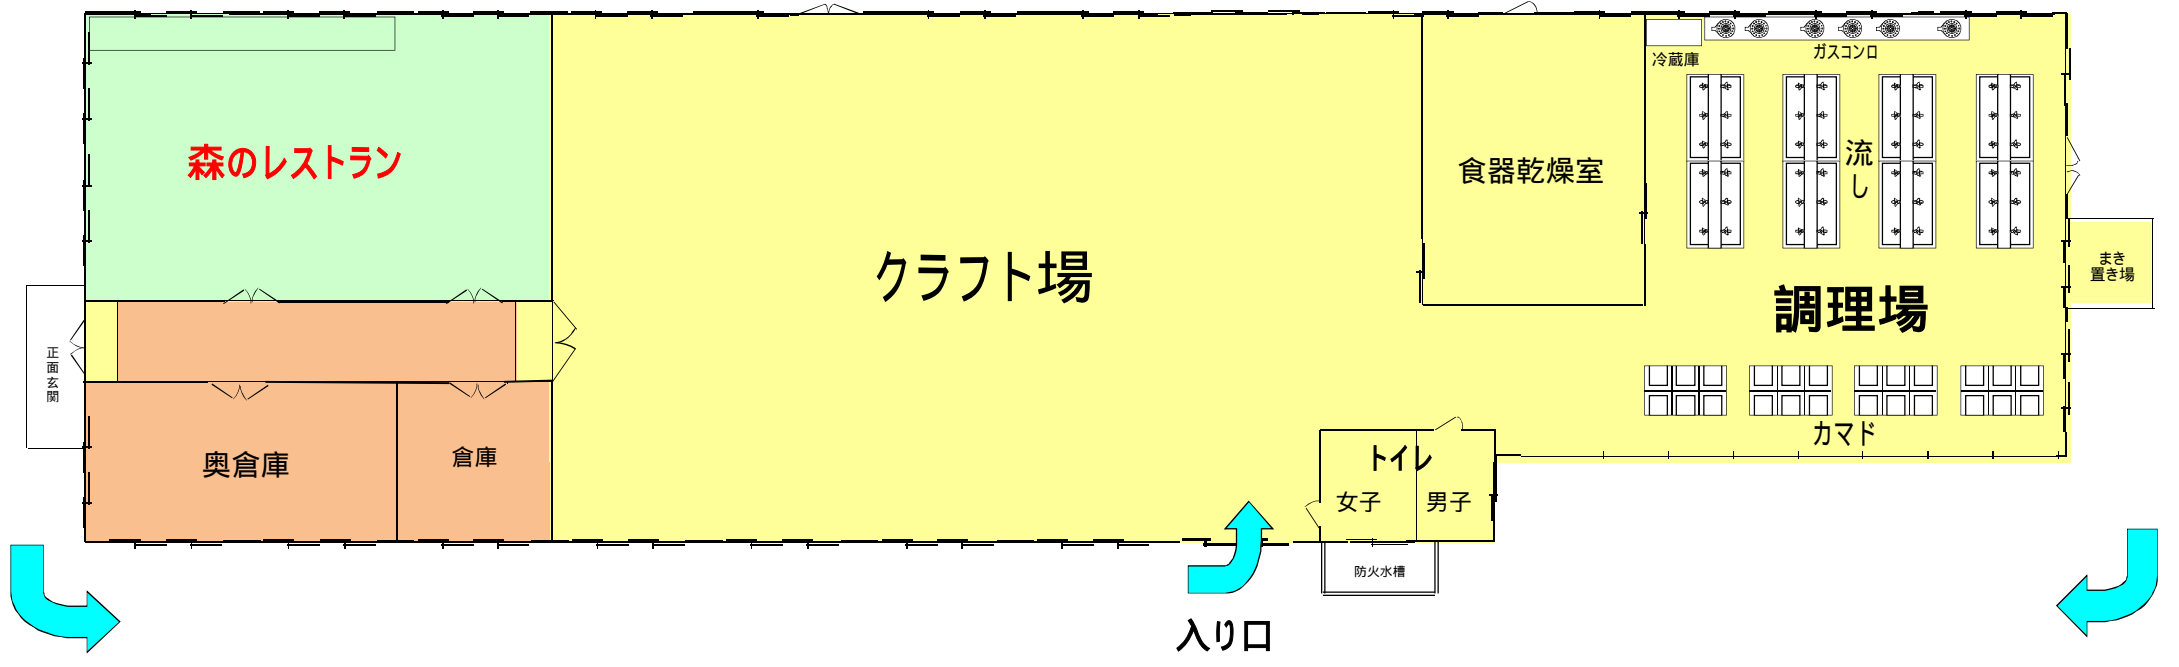 ガスコンロ
冷蔵庫
森のレストラン
食器乾燥室
流し
クラフト場
まき
置き場
調理場
正面玄関
カマド
トイレ
奥倉庫
倉庫
女子
男子
防火水槽
入り口